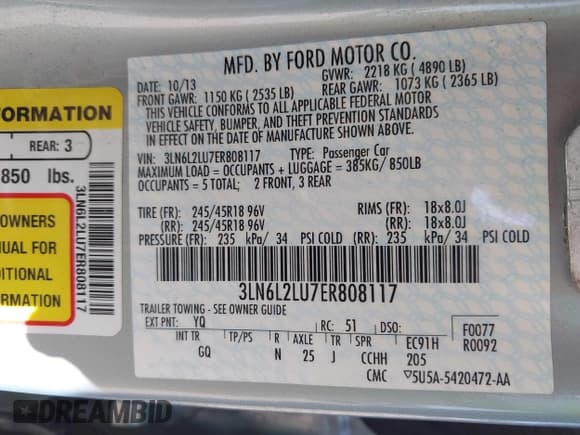 MFD. BY FORD MOTOR CO.
DATE: 10/13
GVWR: 2218 KG ( 4890 LB)
FRONT GAWR: 1150 KG ( 2535 LB)
REAR GAWR: 1073 KG ( 2365 LB)
THIS VEHICLE CONFORMS TO ALL APPLICABLE FEDERAL MOTOR
VEHICLE SAFETY, BUMPER, AND THEFT PREVENTION STANDARDS
IN EFFECT ON THE DATE OF MANUFACTURE SHOWN ABOVE.
VIN: 3LN6L2LU7ER808117 TYPE: Passenger Car
MAXIMUM LOAD = OCCUPANTS + LUGGAGE = 385KG/ 850LB
OCCUPANTS = 5 TOTAL; 2 FRONT, 3 REAR
TIRE (FR): 245/45R18 96V RIMS (FR): 18x8.0J
(RR): 245/45R18 96V (RR): 18x8.0J
PRESSURE (FR): 235 kPa/ 34 PSI COLD (RR): 235 kPa/ 34 PSI COLD
3LN6L2LU7ER808117
TRAILER TOWING - SEE OWNER GUIDE
EXT PNT: YQ RC: 51 DSO: F0077
INT TR TP/PS R AXLE TR SPR EC91H R0092
GQ N 25 J CCHH 205
CMC ▽5U5A-5420472-AA
FORMATION
REAR: 3
850 lbs.
OWNERS
NUAL FOR
DITIONAL
ORMATION
3LN6L2LU7ER808117
DREAMBID